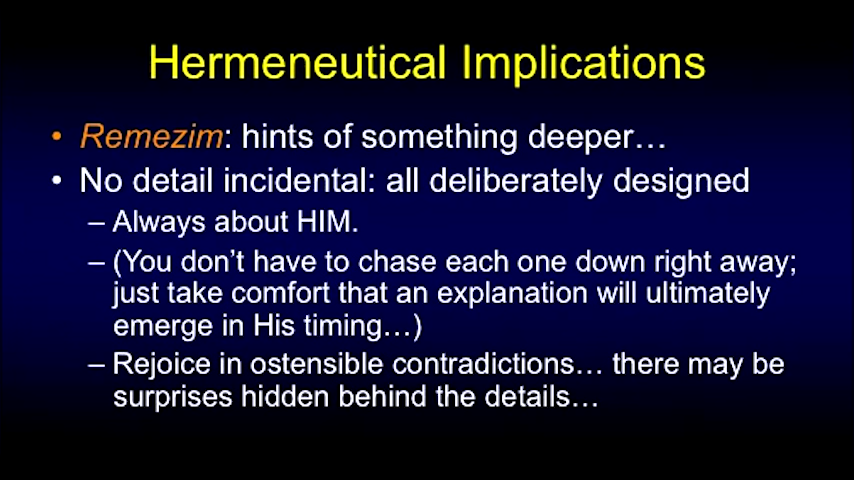 Hermeneutical Implications
• Remezim: hints of something deeper…
• No detail incidental: all deliberately designed
– Always about HIM.
– (You don’t have to chase each one down right away;
just take comfort that an explanation will ultimately
emerge in His timing…)
– Rejoice in ostensible contradictions… there may be
surprises hidden behind the details…